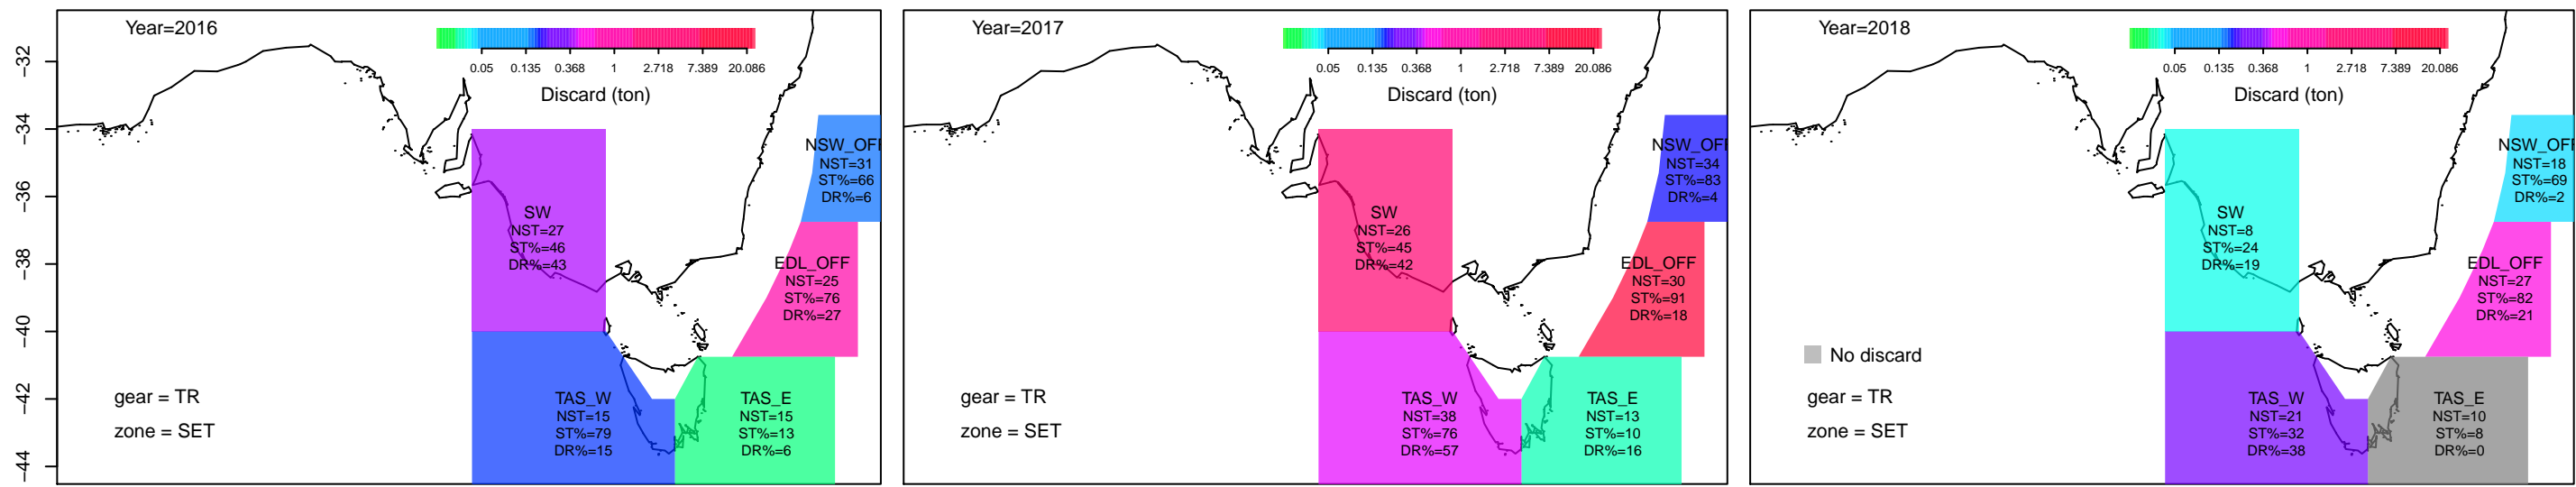 Year=2016
0.05 0.135 0.368 1 2.718 7.389 20.086
Discard (ton)
-32
-34
-36
-38
-40
-42
-44
NSW_OF
NST=31
ST%=66
DR%=6
SW
NST=27
ST%=46
DR%=43
EDL_OFF
NST=25
ST%=76
DR%=27
gear = TR
zone = SET
TAS_W
NST=15
ST%=79
DR%=15
TAS_E
NST=15
ST%=13
DR%=6
Year=2017
0.05 0.135 0.368 1 2.718 7.389 20.086
Discard (ton)
NSW_OF
NST=34
ST%=83
DR%=4
SW
NST=26
ST%=45
DR%=42
EDL_OFF
NST=30
ST%=91
DR%=18
gear = TR
zone = SET
TAS_W
NST=38
ST%=76
DR%=57
TAS_E
NST=13
ST%=10
DR%=16
Year=2018
0.05 0.135 0.368 1 2.718 7.389 20.086
Discard (ton)
NSW_OF
NST=18
ST%=69
DR%=2
SW
NST=8
ST%=24
DR%=19
EDL_OFF
NST=27
ST%=82
DR%=21
No discard
gear = TR
zone = SET
TAS_W
NST=21
ST%=32
DR%=38
TAS_E
NST=10
ST%=8
DR%=0